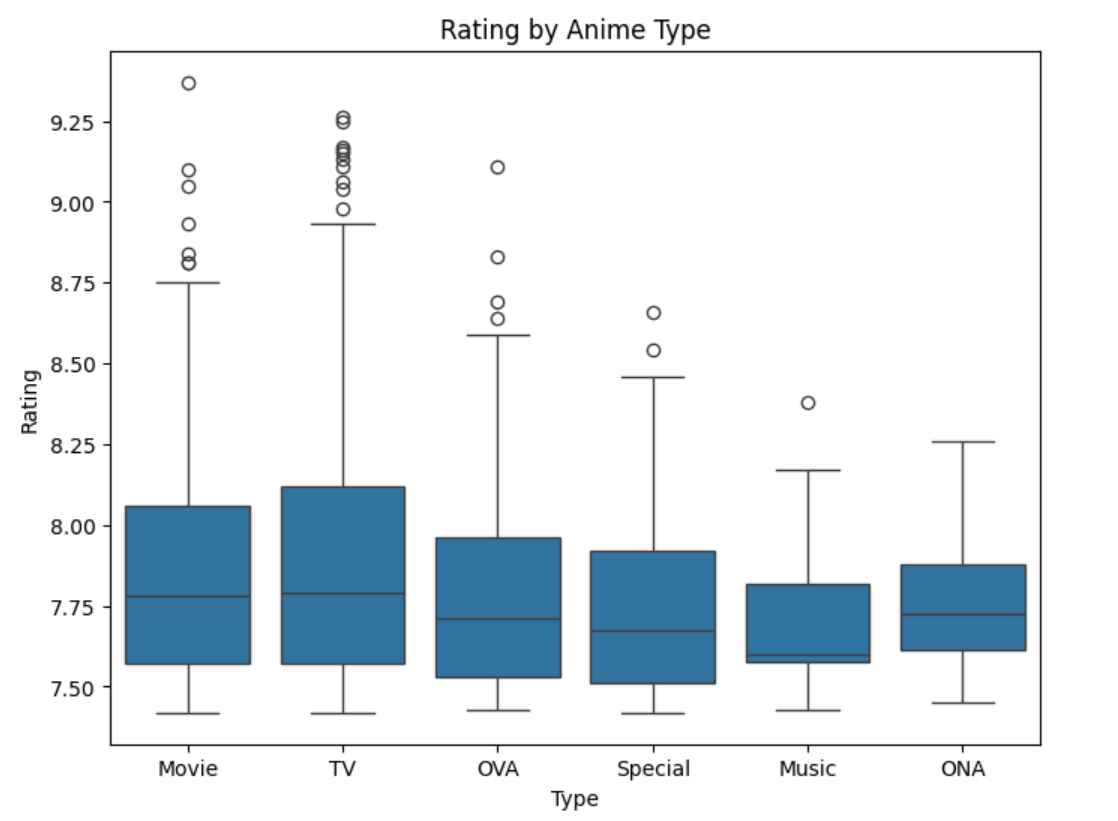 Rating by Anime Type
9.25
9.00
8.75
8.50
8.25
8.00
7.75
7.50
Rating
Movie TV OVA Special Music ONA
Type